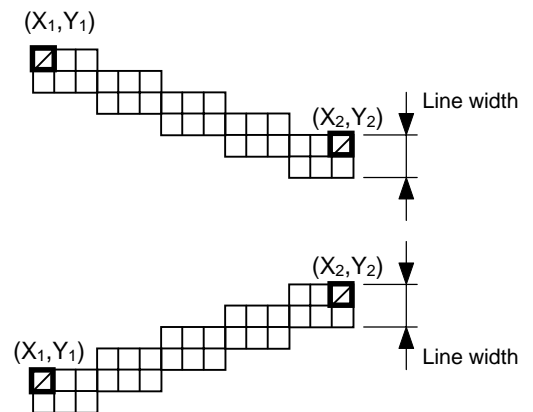 (X₁,Y₁)
Line width
(X₂,Y₂)
(X₂,Y₂)
(X₁,Y₁)
Line width